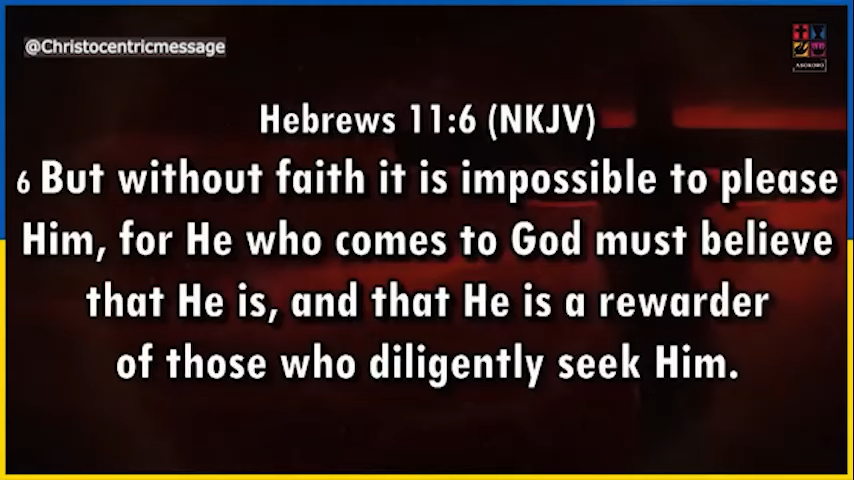 @Christocentricmessage
ASOKORO
Hebrews 11:6 (NKJV)
6 But without faith it is impossible to please
Him, for He who comes to God must believe
that He is, and that He is a rewarder
of those who diligently seek Him.